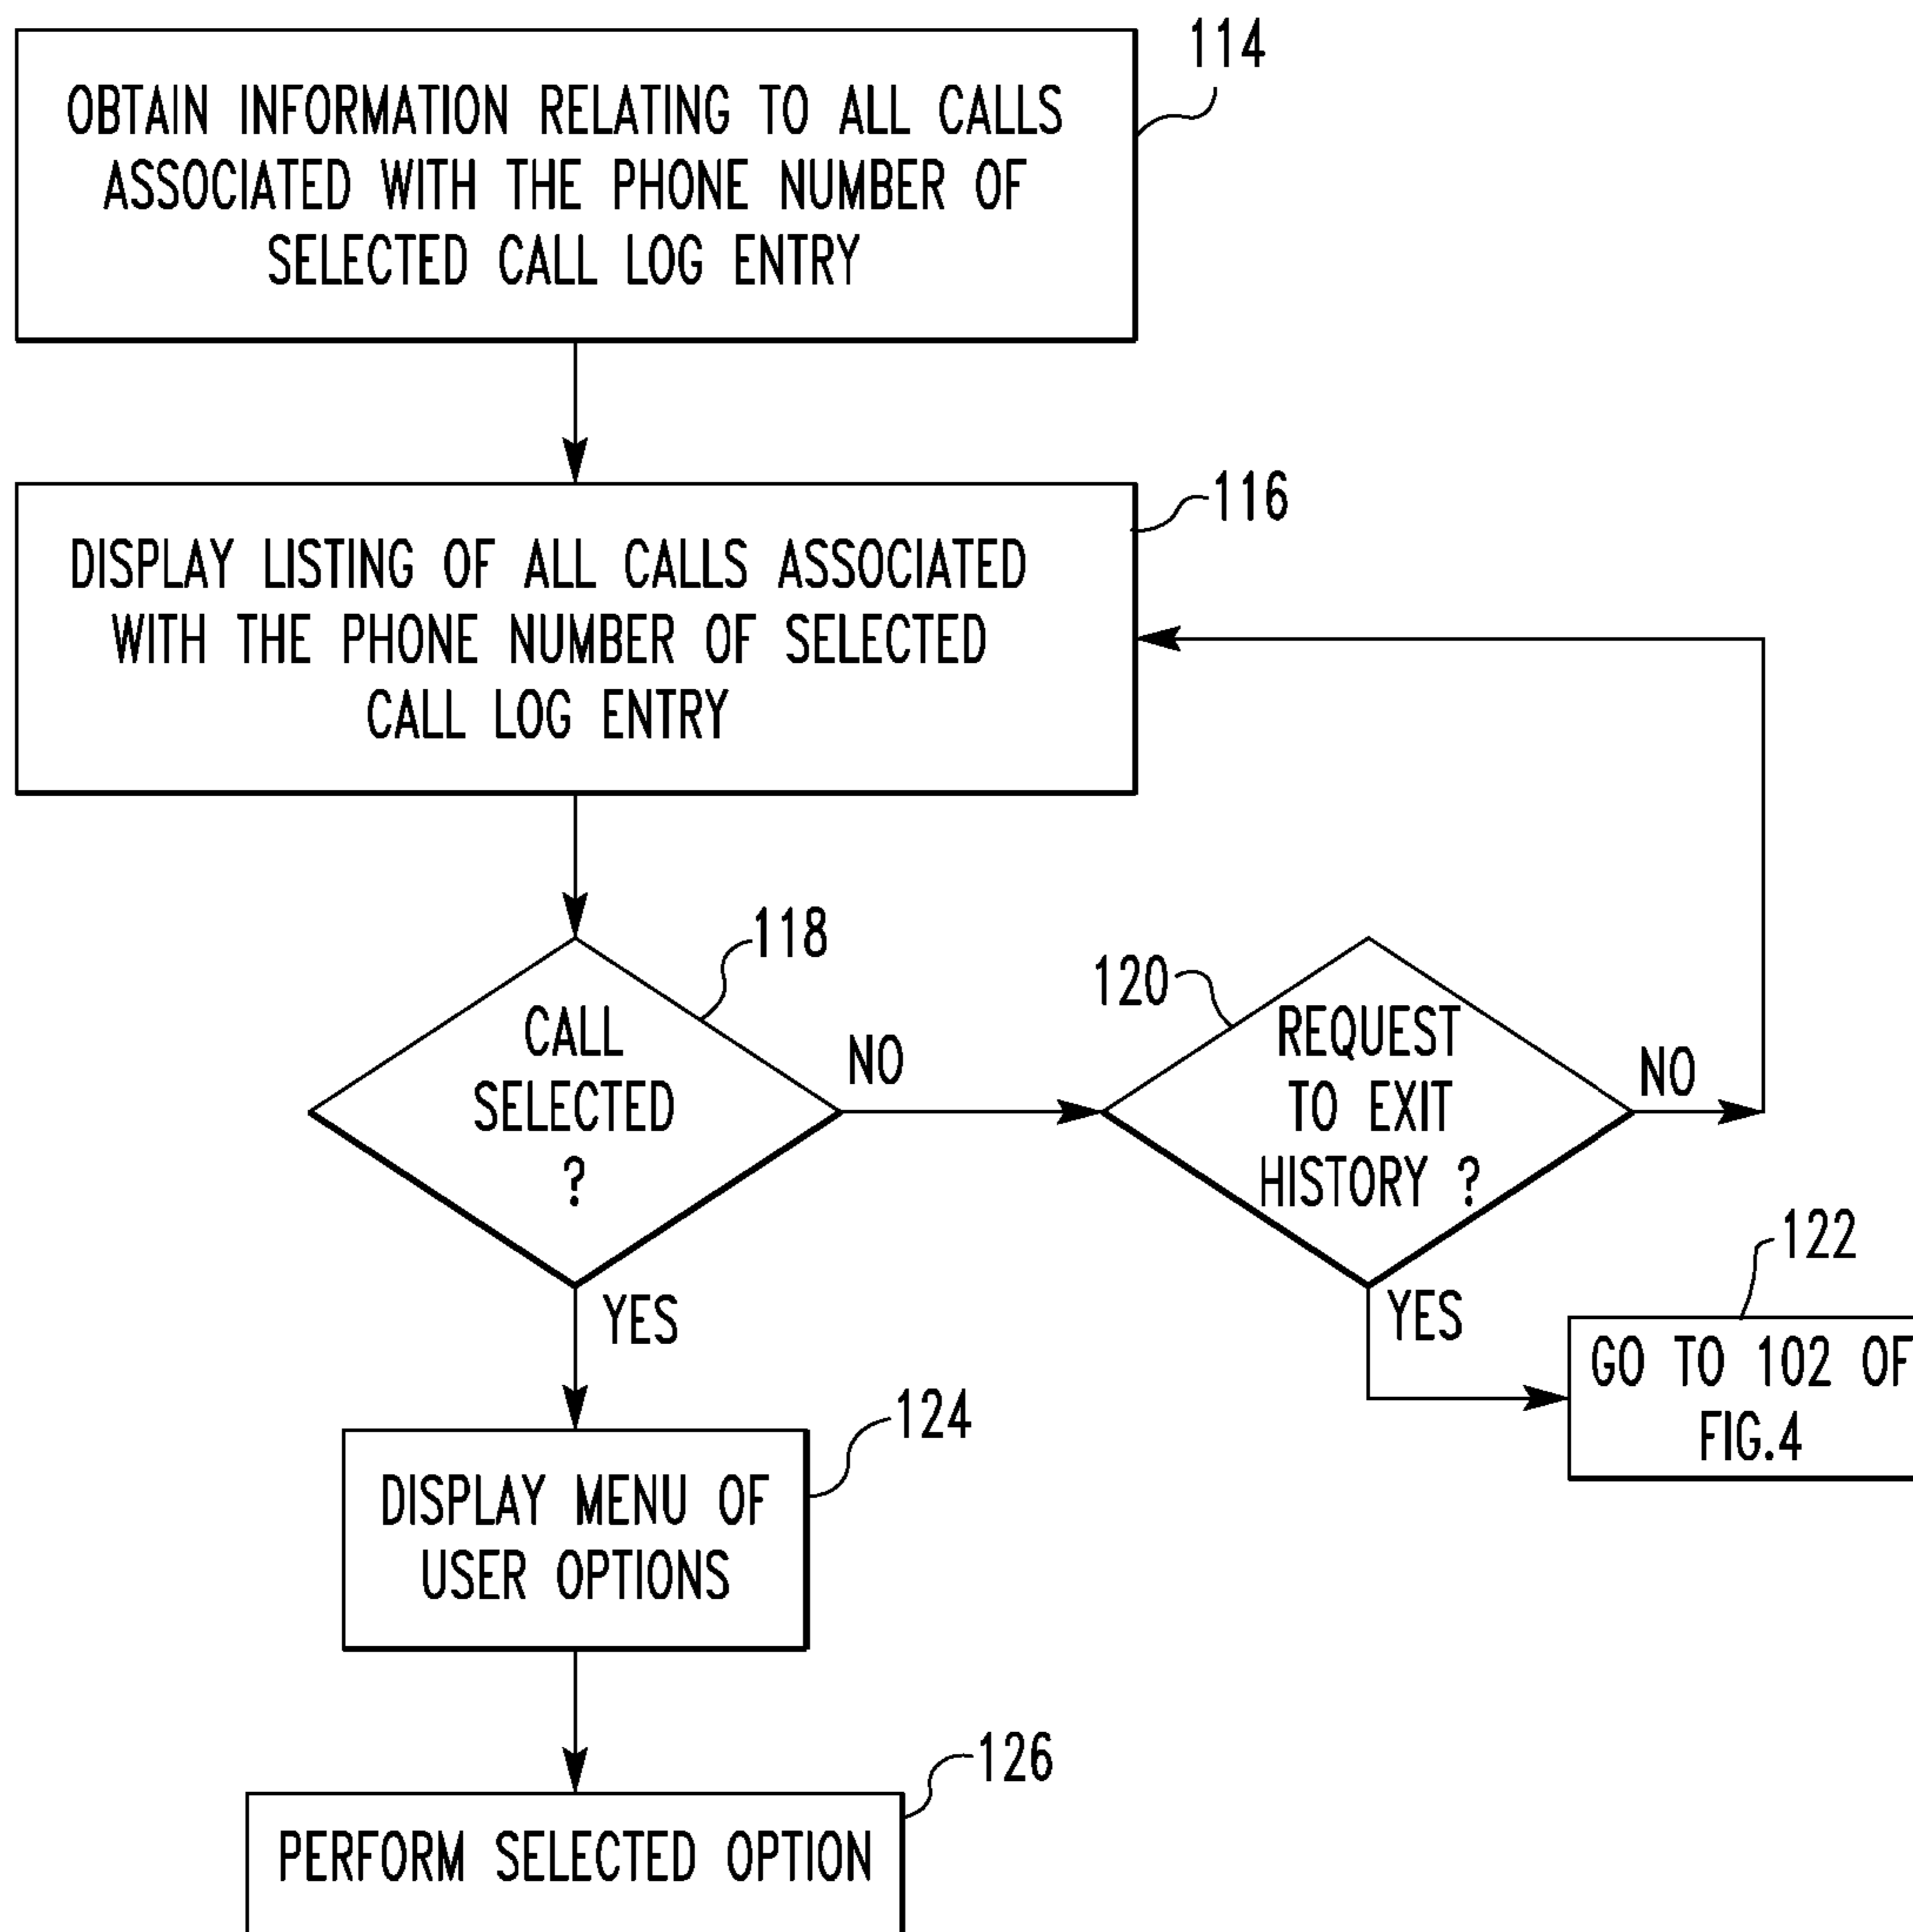 114
OBTAIN INFORMATION RELATING TO ALL CALLS
ASSOCIATED WITH THE PHONE NUMBER OF
SELECTED CALL LOG ENTRY
116
DISPLAY LISTING OF ALL CALLS ASSOCIATED
WITH THE PHONE NUMBER OF SELECTED
CALL LOG ENTRY
118
CALL
SELECTED
?
NO
120
REQUEST
TO EXIT
HISTORY ?
NO
YES
YES
122
GO TO 102 OF
FIG.4
124
DISPLAY MENU OF
USER OPTIONS
126
PERFORM SELECTED OPTION